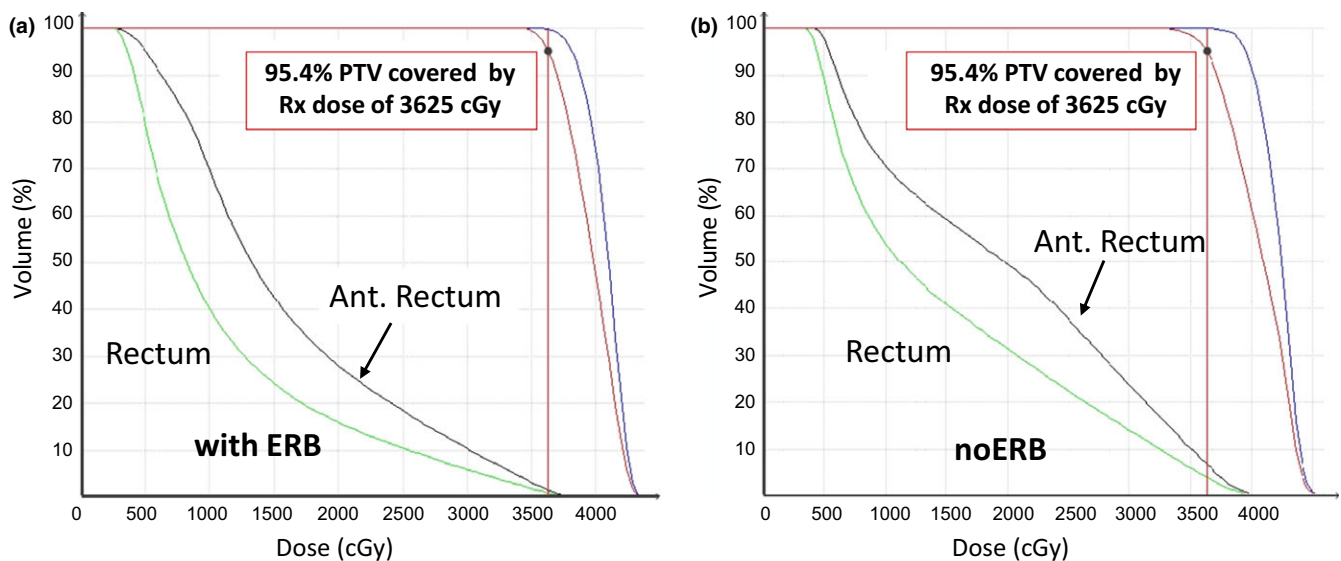 (a)
100
90
80
70
60
50
40
30
20
10
Volume (%)
95.4% PTV covered by
Rx dose of 3625 cGy
Ant. Rectum
Rectum
with ERB
0 500 1000 1500 2000 2500 3000 3500 4000
Dose (cGy)
(b)
100
90
80
70
60
50
40
30
20
10
Volume (%)
95.4% PTV covered by
Rx dose of 3625 cGy
Ant. Rectum
Rectum
noERB
0 500 1000 1500 2000 2500 3000 3500 4000
Dose (cGy)